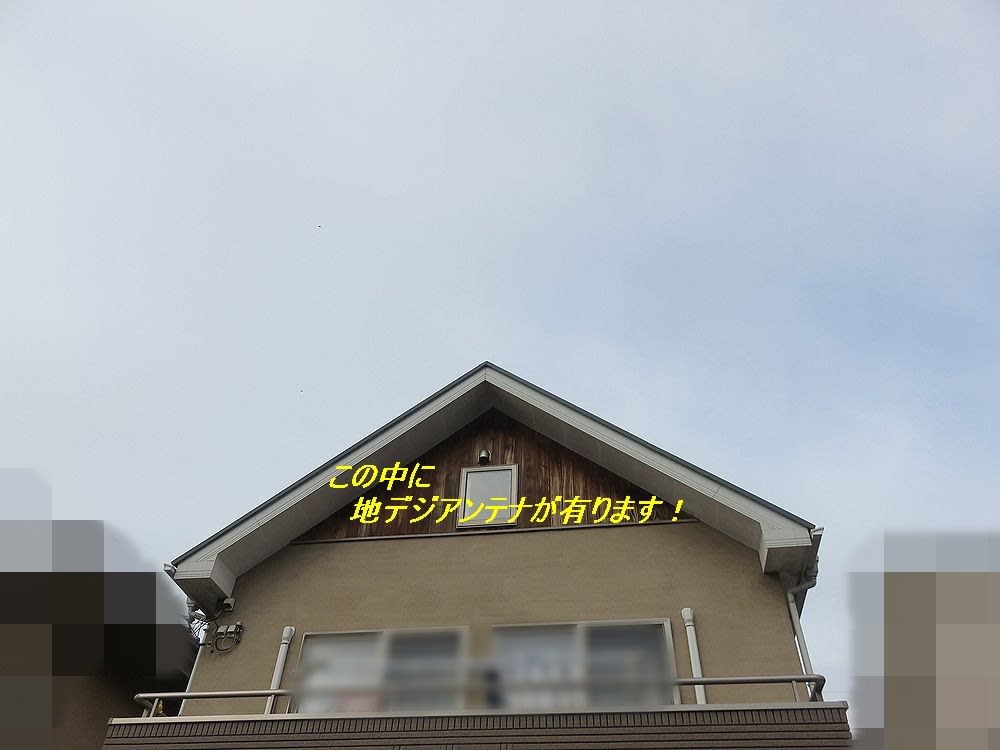 この中に
地デジアンテナが有ります！